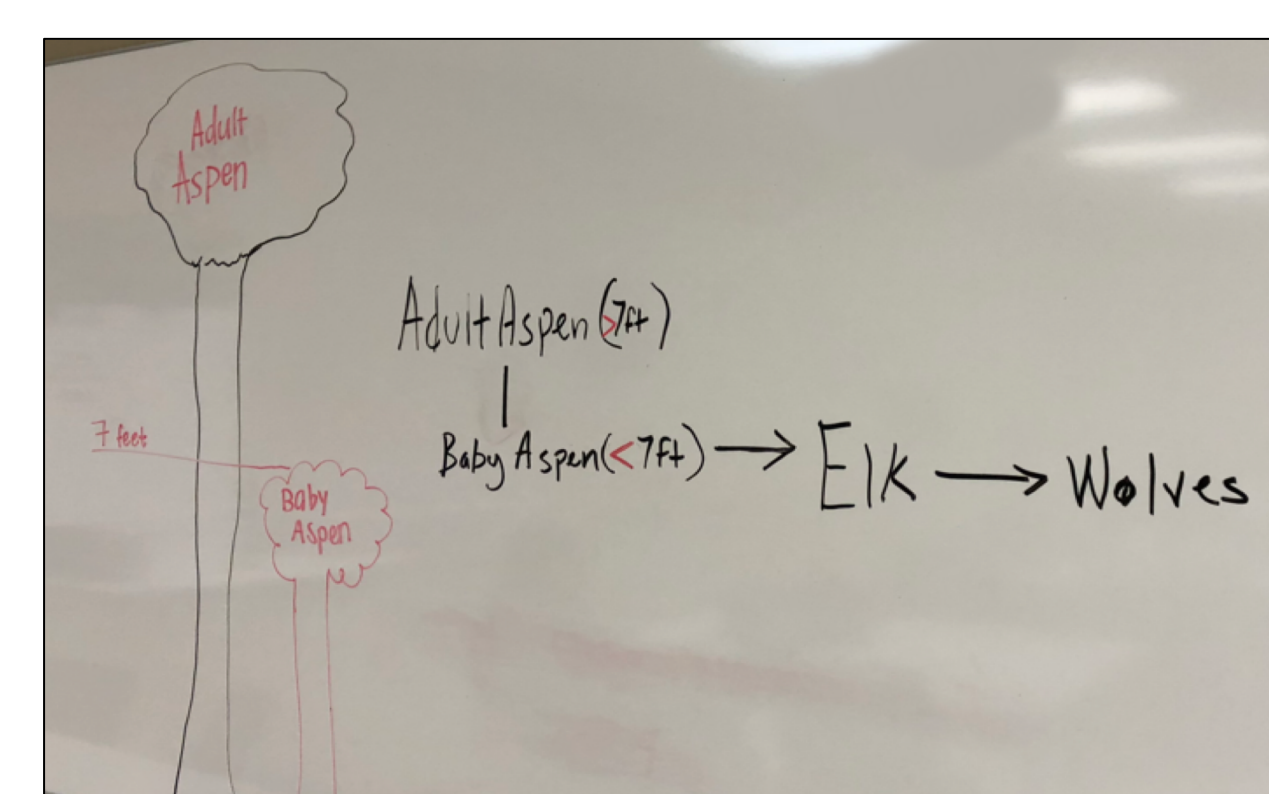 Adult
Aspen
Adult Aspen (>7ft)
7 feet
Baby Aspen (<7ft) → Elk → Wolves
Baby
Aspen